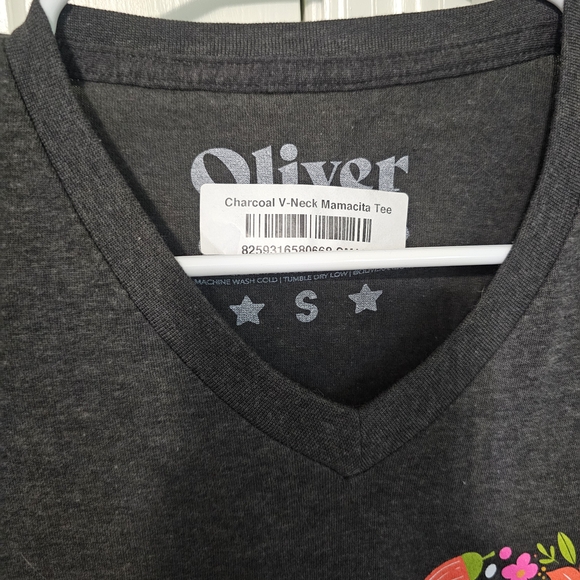 Oliver
Charcoal V-Neck Mamacita Tee
MACHINE WASH COLD | TUMBLE DRY LOW |
S